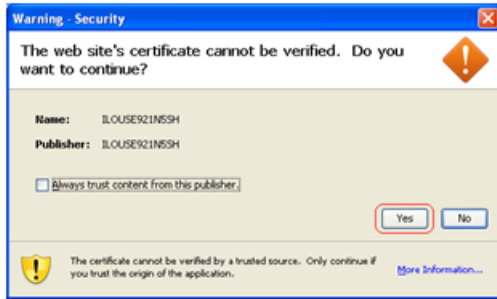 Warning - Security
The web site's certificate cannot be verified. Do you
want to continue?
Name: ILOUSE921N5SH
Publisher: ILOUSE921N5SH
Always trust content from this publisher.
Yes No
The certificate cannot be verified by a trusted source. Only continue if
you trust the origin of the application.
More Information...